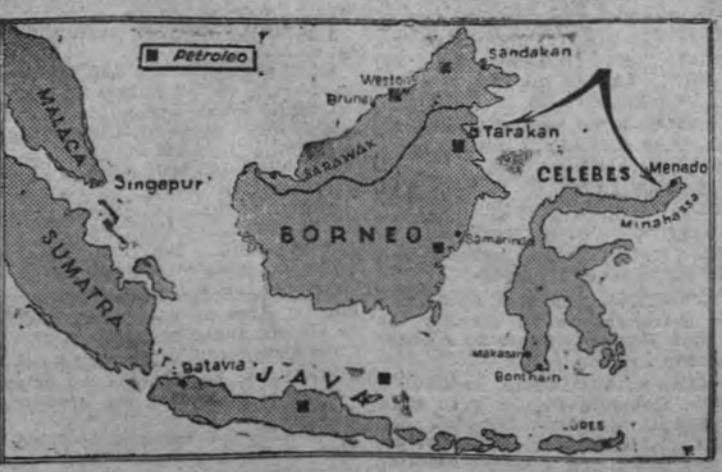 Petroleo
Sandakan
Weston
Brunei
MALACA
Tarakan
SARAWAK
CELEBES
Menado
Singapur
Minahassa
BORNEO
SUMATRA
Samarinda
Makasar
Batavia
JAVA
Bonthain